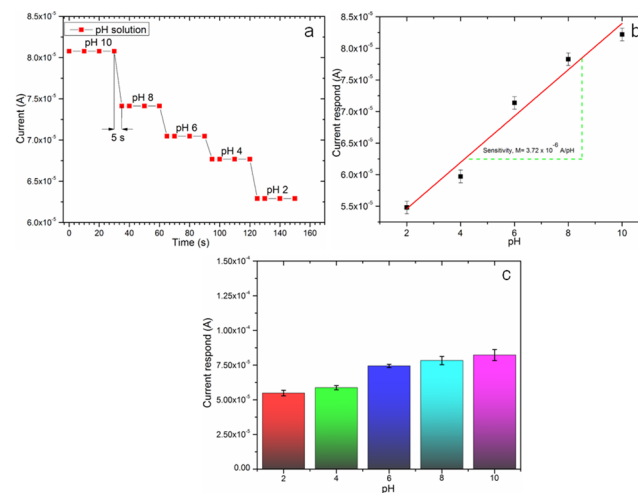 a
pH solution
pH 10
pH 8
pH 6
pH 4
pH 2
5 s
8.5x10⁻⁵
8.0x10⁻⁵
7.5x10⁻⁵
7.0x10⁻⁵
6.5x10⁻⁵
6.0x10⁻⁵
Current (A)
0 20 40 60 80 100 120 140 160
Time (s)
b
8.5x10⁻⁵
8.0x10⁻⁵
7.5x10⁻⁵
7.0x10⁻⁵
6.5x10⁻⁵
6.0x10⁻⁵
5.5x10⁻⁵
Current respond (A)
Sensitivity, M= 3.72 x 10⁻⁶ A/pH
2 4 6 8 10
pH
c
1.50x10⁻⁴
1.25x10⁻⁴
1.00x10⁻⁴
7.50x10⁻⁵
5.00x10⁻⁵
2.50x10⁻⁵
0.00
Current respond (A)
2 4 6 8 10
pH